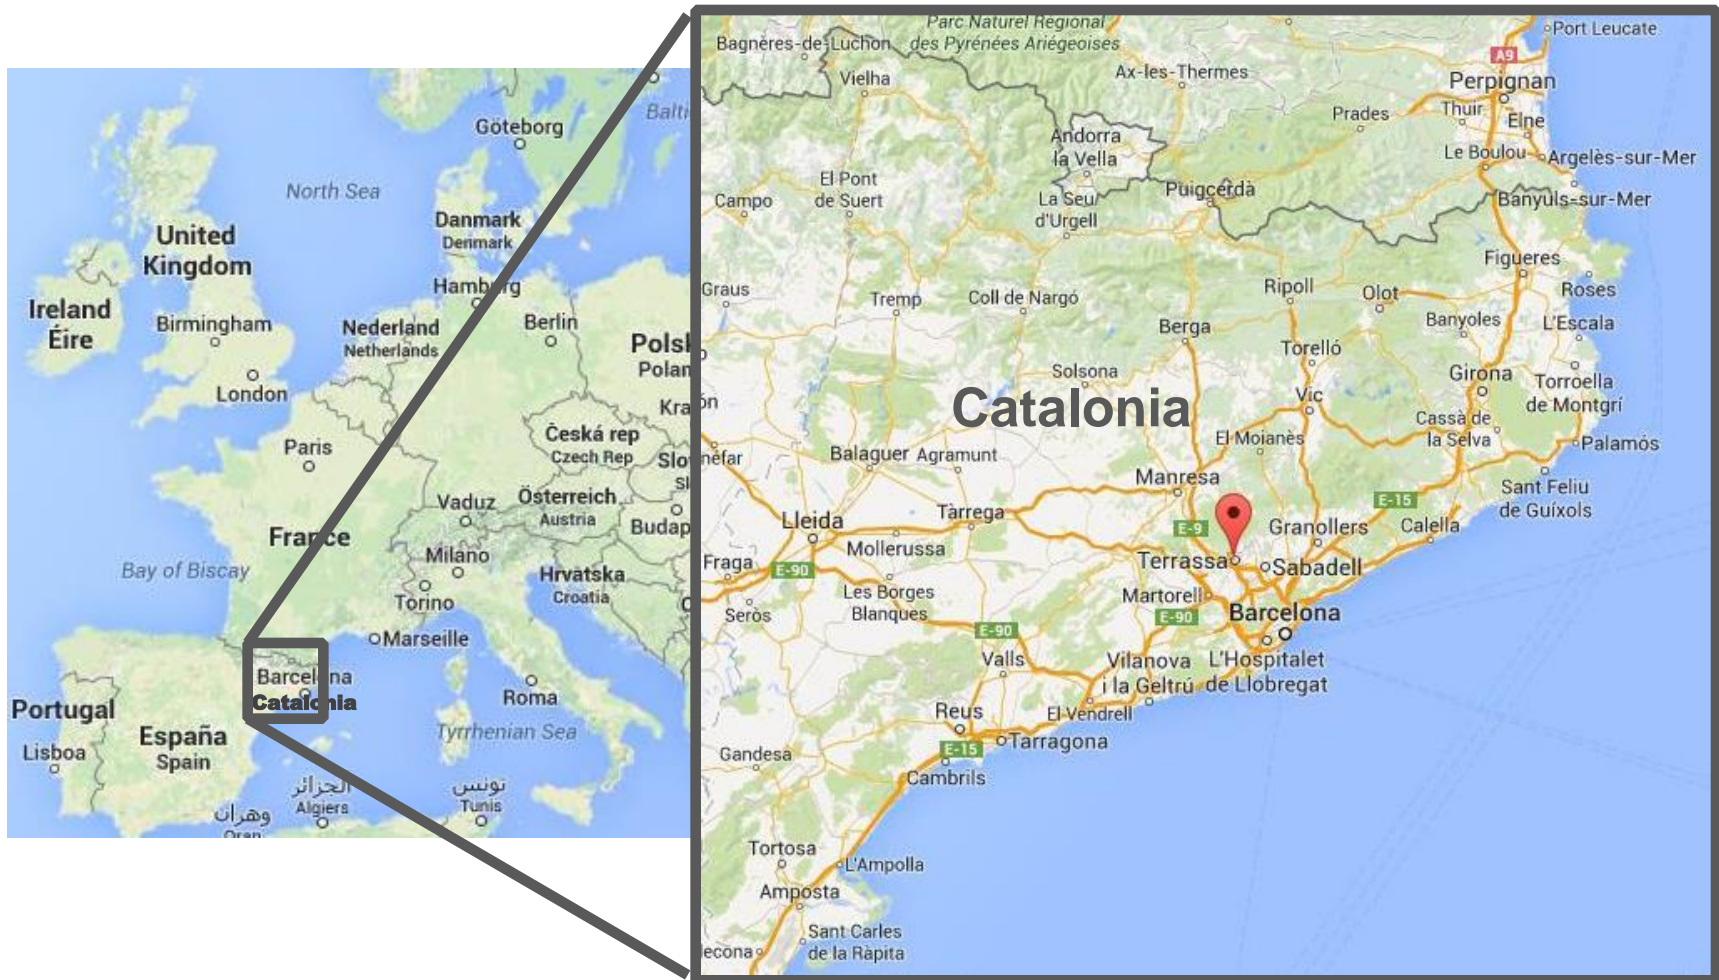 Göteborg
Balti
North Sea
Danmark
Denmark
United
Kingdom
Hamburg
Ireland
Éire
Birmingham
Nederland
Netherlands
Berlin
Polsk
Polan
London
Kra
Paris
Česká rep
Czech Rep
Slo
Sl
Vaduz
Österreich
Austria
Budap
France
Milano
Bay of Biscay
Hrvatska
Croatia
Torino
Marseille
Barcelona
Catalonia
Roma
Portugal
España
Spain
Tyrrhenian Sea
Lisboa
الجزائر
Algiers
تونس
Tunis
وهران
Oran
Parc Naturel Régional
des Pyrénées Ariégeoises
Port Leucate
Bagnères-de-Luchon
A9
Vielha
Ax-les-Thermes
Perpignan
Prades
Thuir
Elne
Andorra
la Vella
Le Boulou
Argelès-sur-Mer
El Pont
de Suert
Puigcerdà
Campo
La Seu
d'Urgell
Banyuls-sur-Mer
Figueres
Graus
Tremp
Coll de Nargó
Ripoll
Olot
Roses
Berga
Banyoles
L'Escala
Torelló
Solsona
Girona
Torroella
de Montgrí
ón
Catalonia
Vic
Cassà de
la Selva
El Moianès
Palamós
néfar
Balaguer
Agramunt
Manresa
Sant Feliu
de Guíxols
E-15
Lleida
Tàrrega
E-9
Granollers
Calella
Mollerussa
Fraga
E-90
Terrassa
Sabadell
Les Borges
Blanques
Martorell
Seròs
E-90
Barcelona
E-90
Valls
Vilanova
i la Geltrú
L'Hospitalet
de Llobregat
Reus
El Vendrell
E-15
Tarragona
Gandesa
Cambrils
Tortosa
L'Ampolla
Amposta
Sant Carles
de la Ràpita
lecona